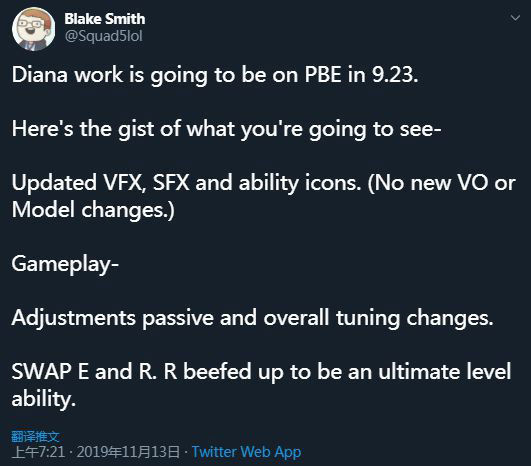 Blake Smith
@Squad5lol
Diana work is going to be on PBE in 9.23.
Here's the gist of what you're going to see-
Updated VFX, SFX and ability icons. (No new VO or
Model changes.)
Gameplay-
Adjustments passive and overall tuning changes.
SWAP E and R. R beefed up to be an ultimate level
ability.
翻译推文
上午7:21 · 2019年11月13日 · Twitter Web App